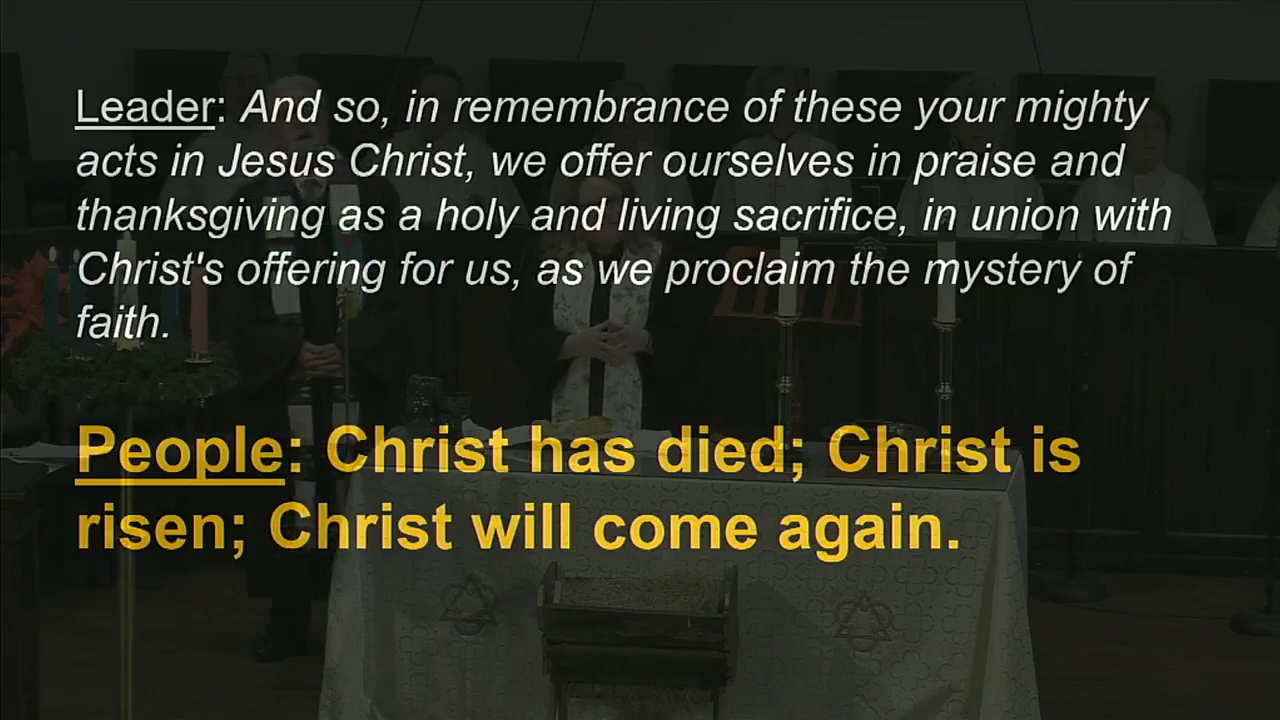 Leader: And so, in remembrance of these your mighty
acts in Jesus Christ, we offer ourselves in praise and
thanksgiving as a holy and living sacrifice, in union with
Christ's offering for us, as we proclaim the mystery of
faith.
People: Christ has died; Christ is
risen; Christ will come again.